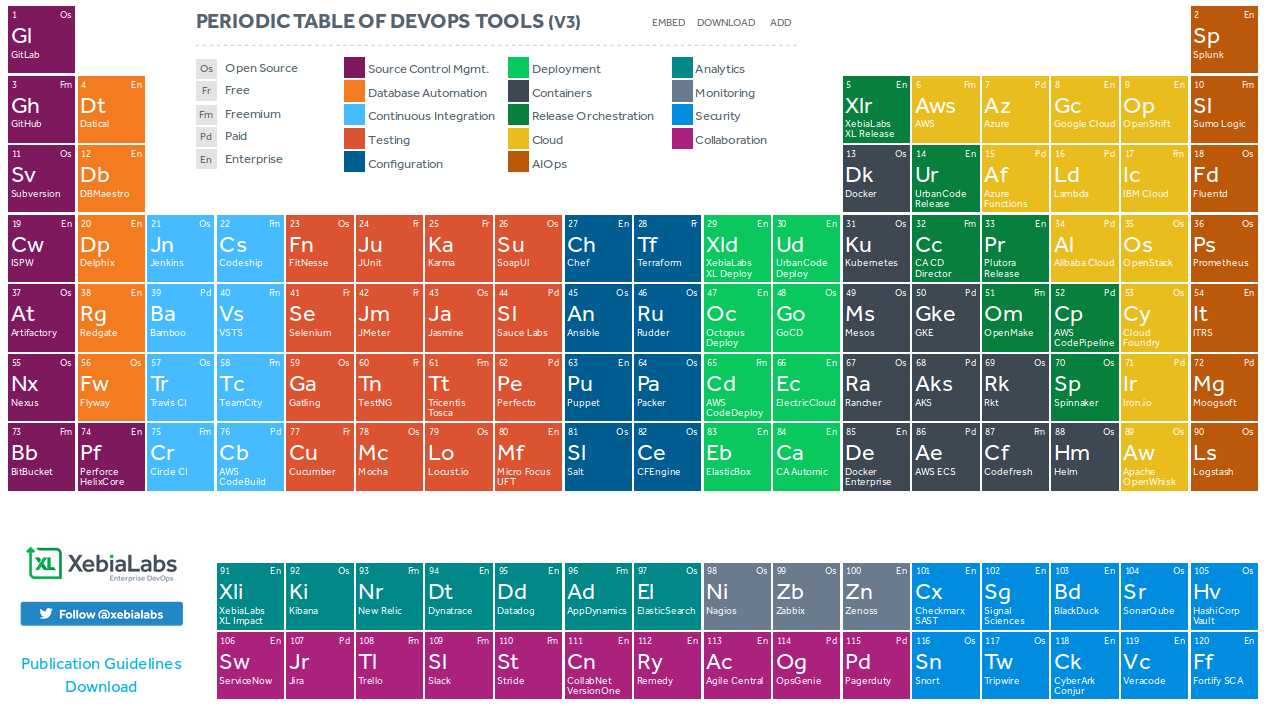 PERIODIC TABLE OF DEVOPS TOOLS (V3)
EMBED DOWNLOAD ADD
Os Open Source
Fr Free
Fm Freemium
Pd Paid
En Enterprise
Source Control Mgmt.
Database Automation
Continuous Integration
Testing
Configuration
Deployment
Containers
Release Orchestration
Cloud
AIOps
Analytics
Monitoring
Security
Collaboration
1 Os
Gl
GitLab
2 En
Sp
Splunk
3 Fm
Gh
GitHub
4 En
Dt
Datical
5 En
Xlr
XebiaLabs
XL Release
6 Fm
Aws
AWS
7 Pd
Az
Azure
8 En
Gc
Google Cloud
9 En
Op
OpenShift
10 Fm
Sl
Sumo Logic
11 Os
Sv
Subversion
12 En
Db
DBMaestro
13 Os
Dk
Docker
14 En
Ur
UrbanCode
Release
15 Pd
Af
Azure
Functions
16 Pd
Ld
Lambda
17 Fm
Ic
IBM Cloud
18 Os
Fd
Fluentd
19 En
Cw
ISPW
20 En
Dp
Delphix
21 Os
Jn
Jenkins
22 Fm
Cs
Codeship
23 Os
Fn
FitNesse
24 Fr
Ju
JUnit
25 Fr
Ka
Karma
26 Os
Su
SoapUI
27 En
Ch
Chef
28 Fr
Tf
Terraform
29 En
Xld
XebiaLabs
XL Deploy
30 En
Ud
UrbanCode
Deploy
31 Os
Ku
Kubernetes
32 Fm
Cc
CA CD
Director
33 En
Pr
Plutora
Release
34 Pd
Al
Alibaba Cloud
35 Os
Os
OpenStack
36 Os
Ps
Prometheus
37 Os
At
Artifactory
38 En
Rg
Redgate
39 Pd
Ba
Bamboo
40 Fm
Vs
VSTS
41 Fr
Se
Selenium
42 Fr
Jm
JMeter
43 Os
Ja
Jasmine
44 Pd
Sl
Sauce Labs
45 Os
An
Ansible
46 Os
Ru
Rudder
47 En
Oc
Octopus
Deploy
48 Os
Go
GoCD
49 Os
Ms
Mesos
50 Pd
Gke
GKE
51 Fm
Om
OpenMake
52 Pd
Cp
AWS
CodePipeline
53 Os
Cy
Cloud
Foundry
54 En
It
ITRS
55 Os
Nx
Nexus
56 Os
Fw
Flyway
57 Os
Tr
Travis CI
58 Fm
Tc
TeamCity
59 Os
Ga
Gatling
60 Fr
Tn
TestNG
61 Fm
Tt
Tricentis
Tosca
62 Pd
Pe
Perfecto
63 En
Pu
Puppet
64 Os
Pa
Packer
65 Fm
Cd
AWS
CodeDeploy
66 En
Ec
ElectricCloud
67 Os
Ra
Rancher
68 Pd
Aks
AKS
69 Os
Rk
Rkt
70 Os
Sp
Spinnaker
71 Pd
Ir
Iron.io
72 Pd
Mg
Moogsoft
73 Fm
Bb
BitBucket
74 En
Pf
Perforce
HelixCore
75 Fm
Cr
Circle CI
76 Pd
Cb
AWS
CodeBuild
77 Fr
Cu
Cucumber
78 Os
Mc
Mocha
79 Os
Lo
Locust.io
80 En
Mf
Micro Focus
UFT
81 Os
Sl
Salt
82 Os
Ce
CFEngine
83 En
Eb
ElasticBox
84 En
Ca
CA Automic
85 En
De
Docker
Enterprise
86 Pd
Ae
AWS ECS
87 Fm
Cf
Codefresh
88 Os
Hm
Helm
89 Os
Aw
Apache
OpenWhisk
90 Os
Ls
Logstash
XL XebiaLabs
Enterprise DevOps
Follow @xebialabs
Publication Guidelines
Download
91 En
Xli
XebiaLabs
XL Impact
92 Os
Ki
Kibana
93 Fm
Nr
New Relic
94 En
Dt
Dynatrace
95 En
Dd
Datadog
96 Fm
Ad
AppDynamics
97 Os
El
ElasticSearch
98 Os
Ni
Nagios
99 Os
Zb
Zabbix
100 En
Zn
Zenoss
101 En
Cx
Checkmarx
SAST
102 En
Sg
Signal
Sciences
103 En
Bd
BlackDuck
104 Os
Sr
SonarQube
105 Os
Hv
HashiCorp
Vault
106 En
Sw
ServiceNow
107 Pd
Jr
Jira
108 Fm
Tl
Trello
109 Fm
Sl
Slack
110 Fm
St
Stride
111 En
Cn
CollabNet
VersionOne
112 En
Ry
Remedy
113 En
Ac
Agile Central
114 Pd
Og
OpsGenie
115 Pd
Pd
Pagerduty
116 Os
Sn
Snort
117 Os
Tw
Tripwire
118 En
Ck
CyberArk
Conjur
119 En
Vc
Veracode
120 En
Ff
Fortify SCA